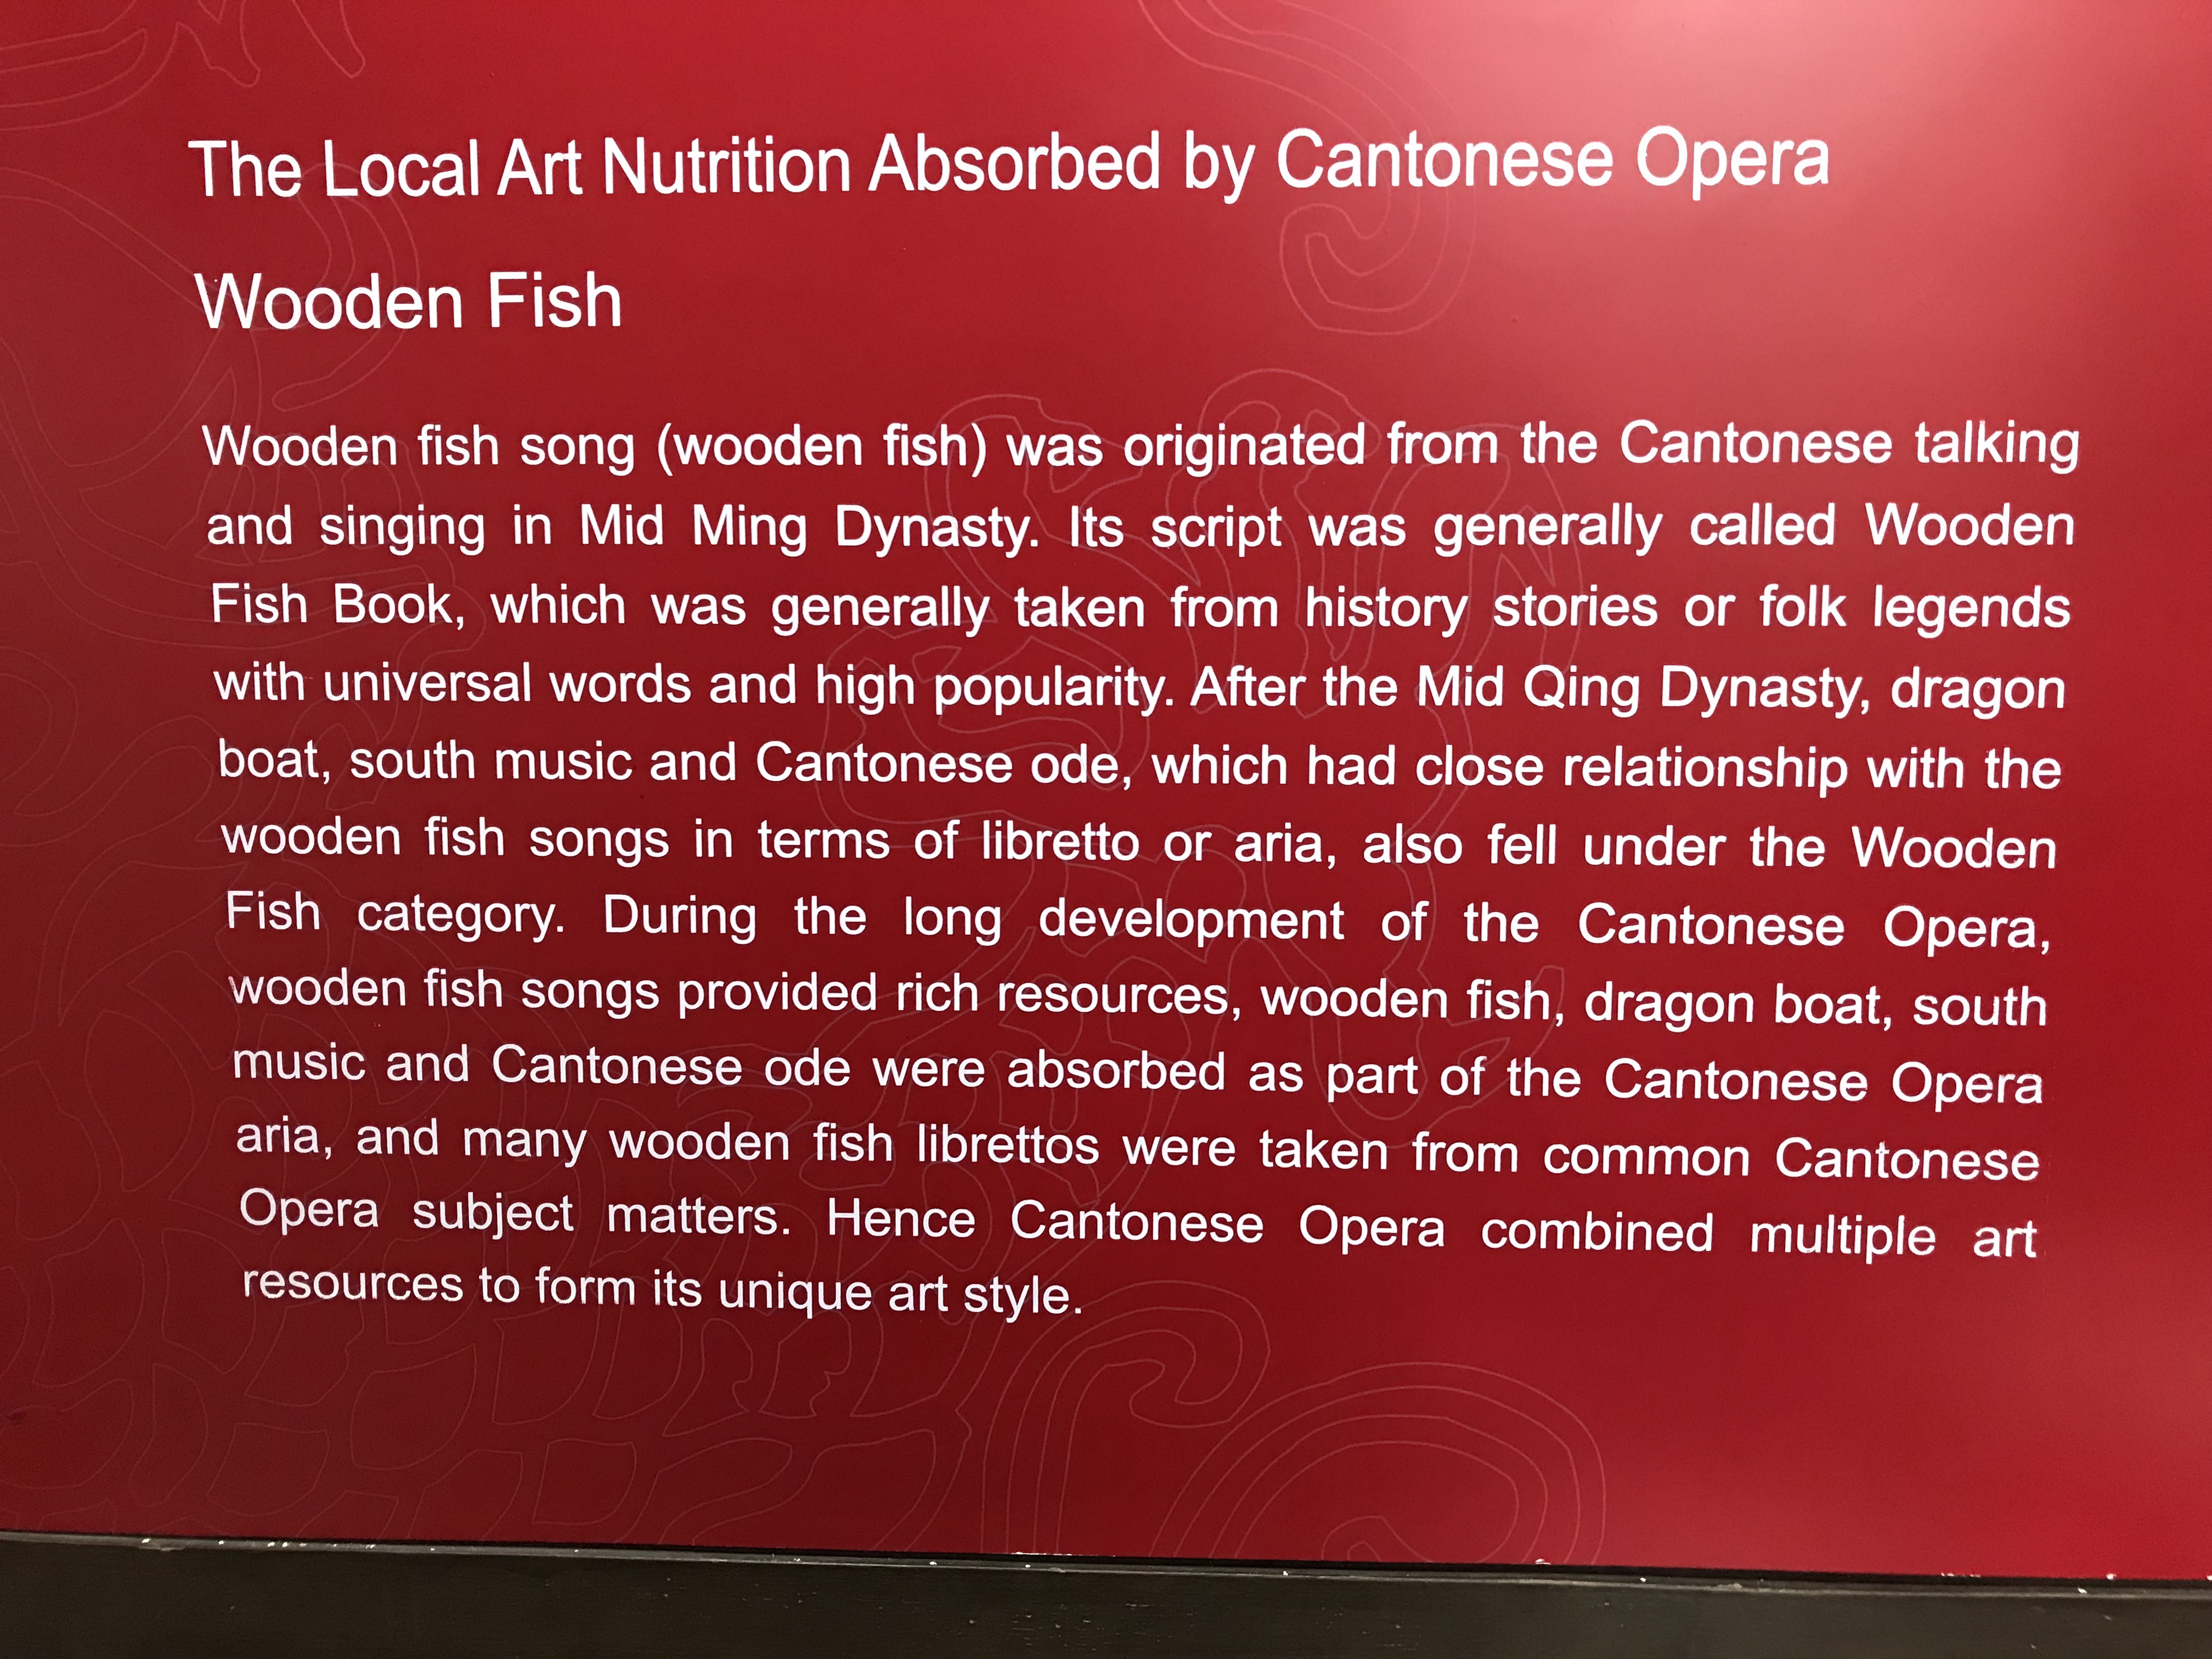 The Local Art Nutrition Absorbed by Cantonese Opera
Wooden Fish
Wooden fish song (wooden fish) was originated from the Cantonese talking
and singing in Mid Ming Dynasty. Its script was generally called Wooden
Fish Book, which was generally taken from history stories or folk legends
with universal words and high popularity. After the Mid Qing Dynasty, dragon
boat, south music and Cantonese ode, which had close relationship with the
wooden fish songs in terms of libretto or aria, also fell under the Wooden
Fish category. During the long development of the Cantonese Opera,
wooden fish songs provided rich resources, wooden fish, dragon boat, south
music and Cantonese ode were absorbed as part of the Cantonese Opera
aria, and many wooden fish librettos were taken from common Cantonese
Opera subject matters. Hence Cantonese Opera combined multiple art
resources to form its unique art style.